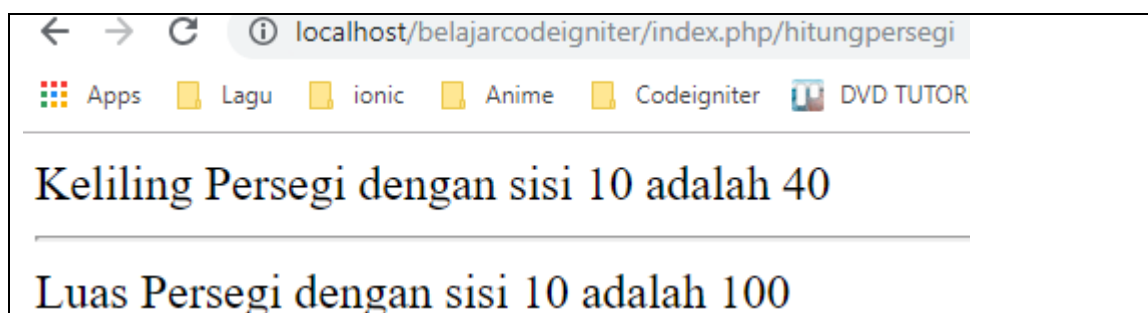 localhost/belajarcodeigniter/index.php/hitungpersegi
Apps Lagu ionic Anime Codeigniter DVD TUTOR
Keliling Persegi dengan sisi 10 adalah 40
Luas Persegi dengan sisi 10 adalah 100